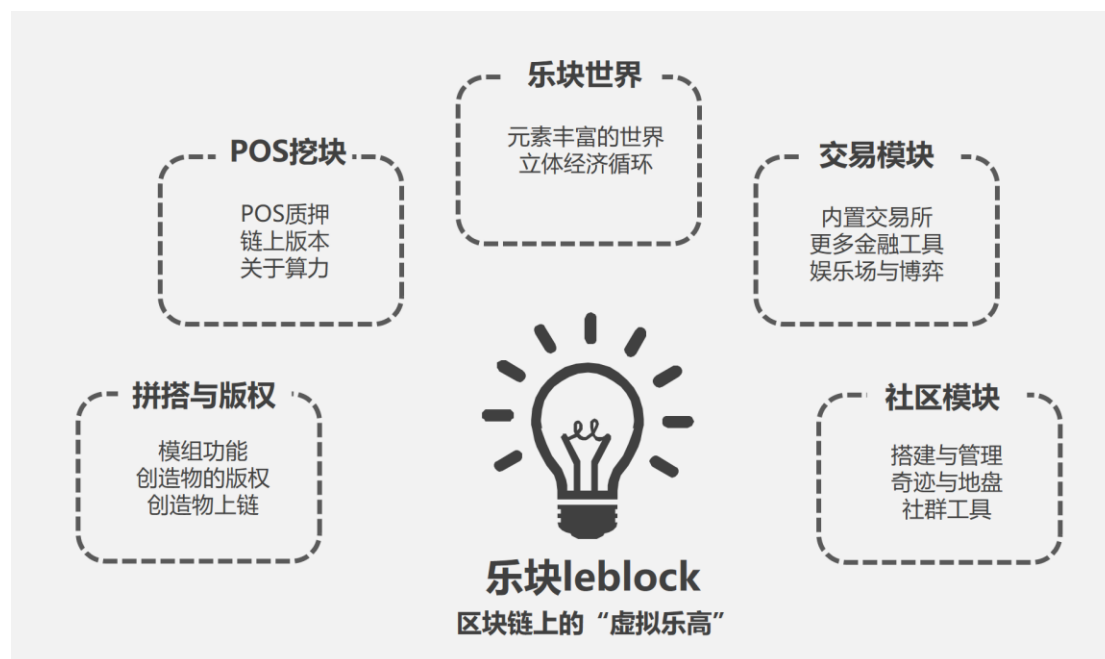 乐块世界
元素丰富的世界
立体经济循环
POS挖块
POS质押
链上版本
关于算力
交易模块
内置交易所
更多金融工具
娱乐场与博弈
拼搭与版权
模组功能
创造物的版权
创造物上链
社区模块
搭建与管理
奇迹与地盘
社群工具
乐块leblock
区块链上的“虚拟乐高”